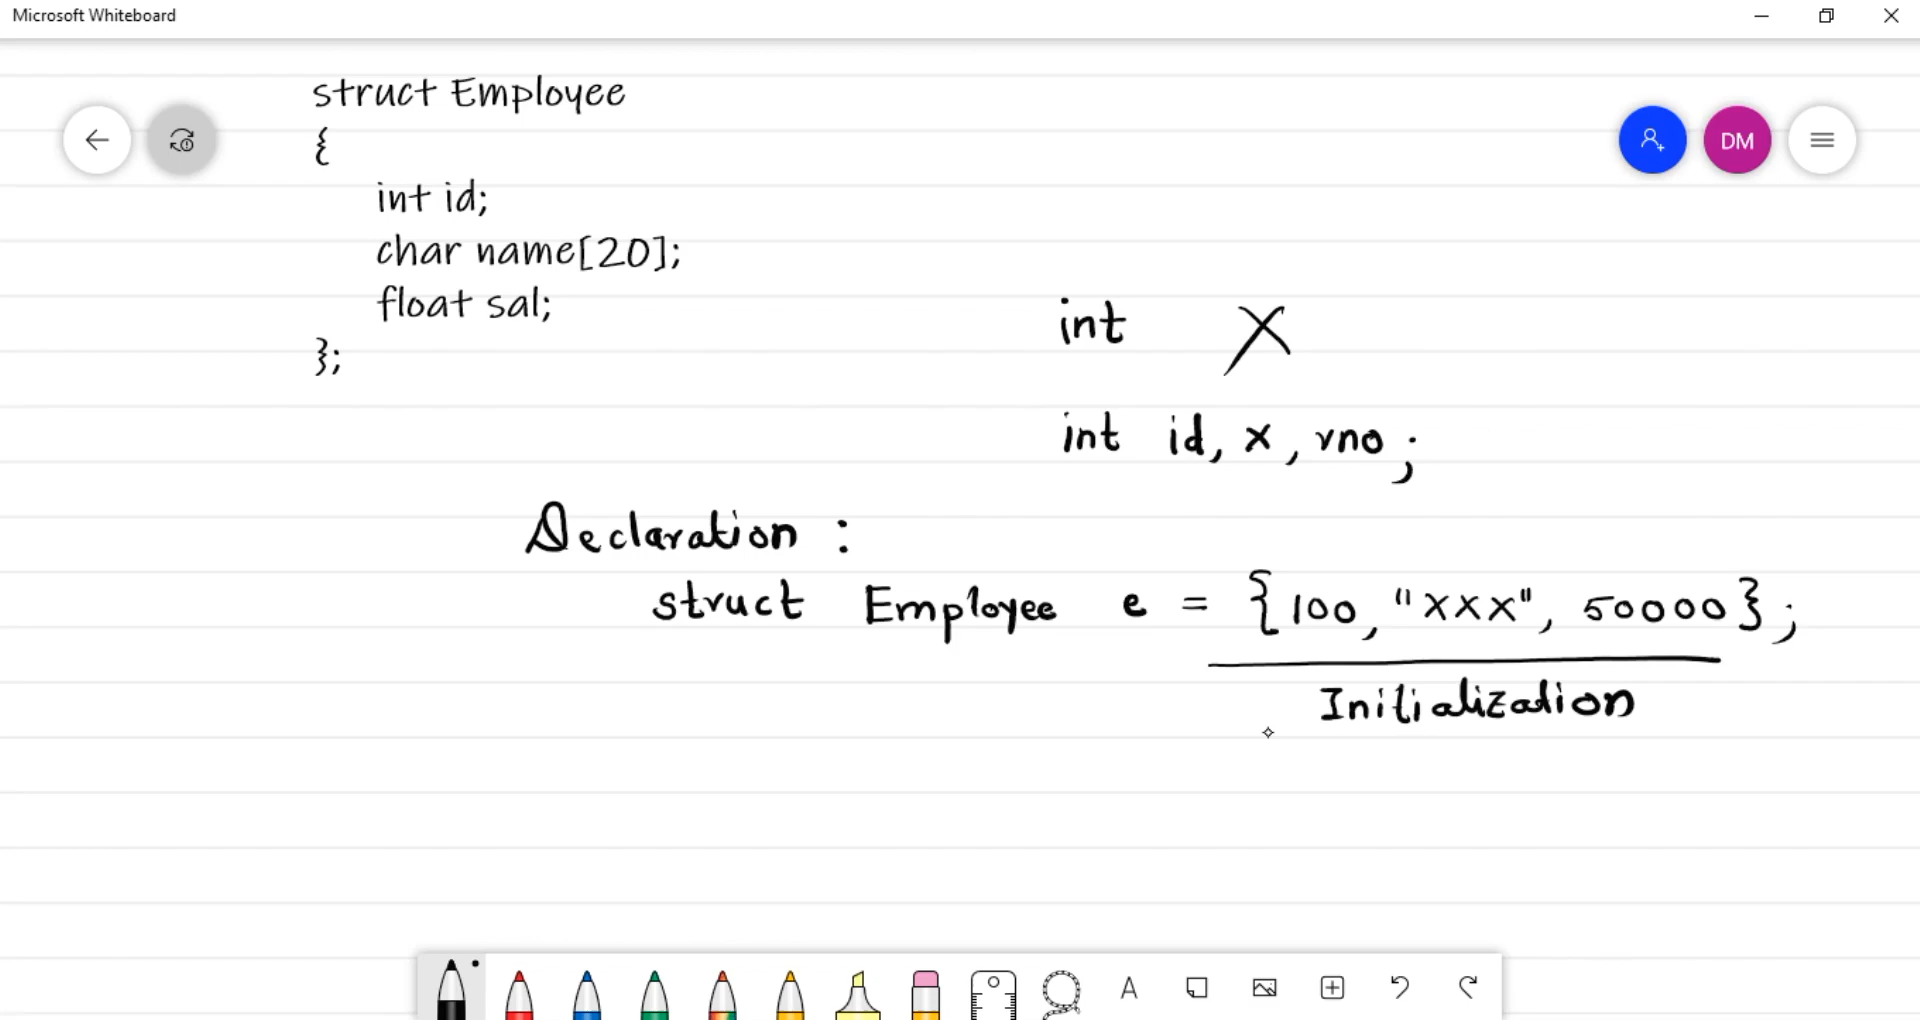 Microsoft Whiteboard
struct Employee
{
int id;
char name[20];
float sal;
};
DM
int X
int id, x, rno;
Declaration :
struct Employee e = {100, "XXX", 50000};
Initialization
A